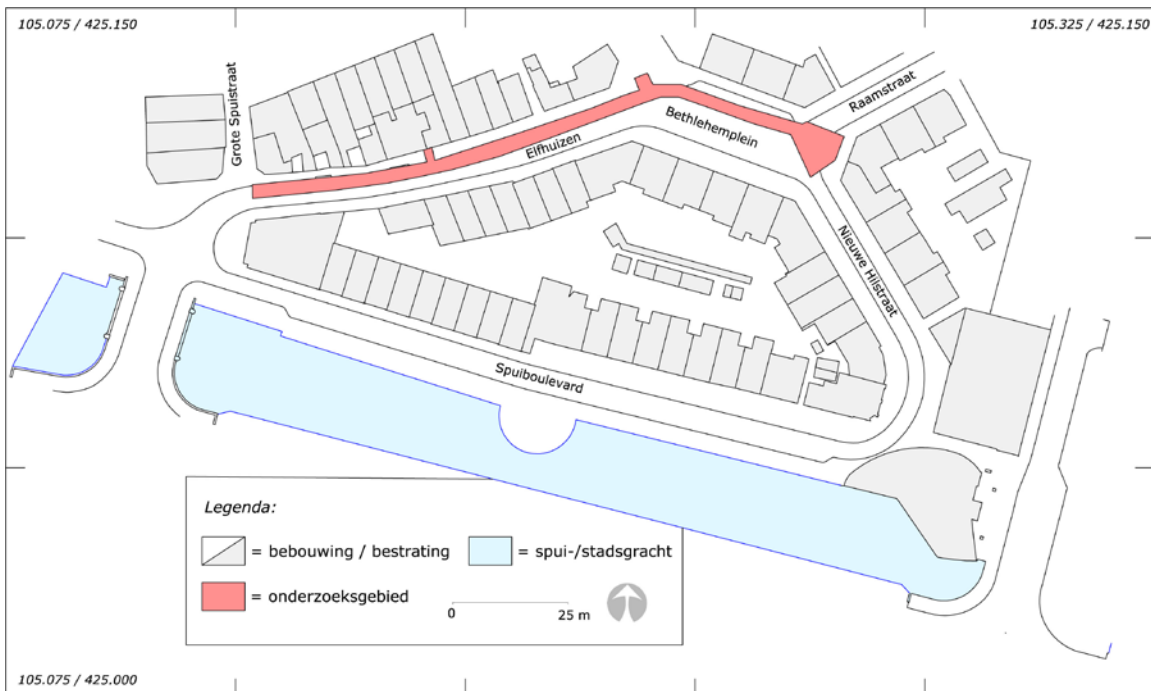 105.075 / 425.150
105.325 / 425.150
Grote Spuistraat
Raamstraat
Bethlehemplein
Elfhuizen
Nieuwe Hilstraat
Spuiboulevard
Legenda:
= bebouwing / bestrating
= spui-/stadsgracht
= onderzoeksgebied
0 25 m
105.075 / 425.000